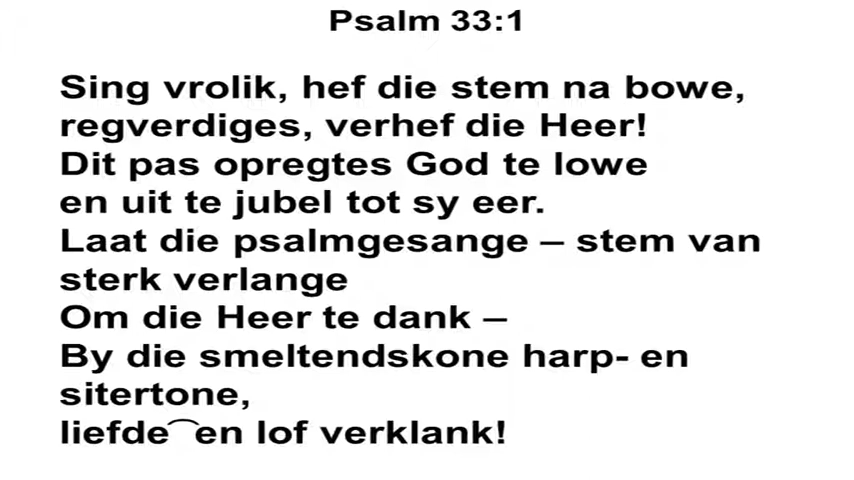 Psalm 33:1
Sing vrolik, hef die stem na bowe,
regverdiges, verhef die Heer!
Dit pas opregtes God te lowe
en uit te jubel tot sy eer.
Laat die psalmgesange – stem van
sterk verlange
Om die Heer te dank –
By die smeltendskone harp- en
sitertone,
liefde⁀en lof verklank!